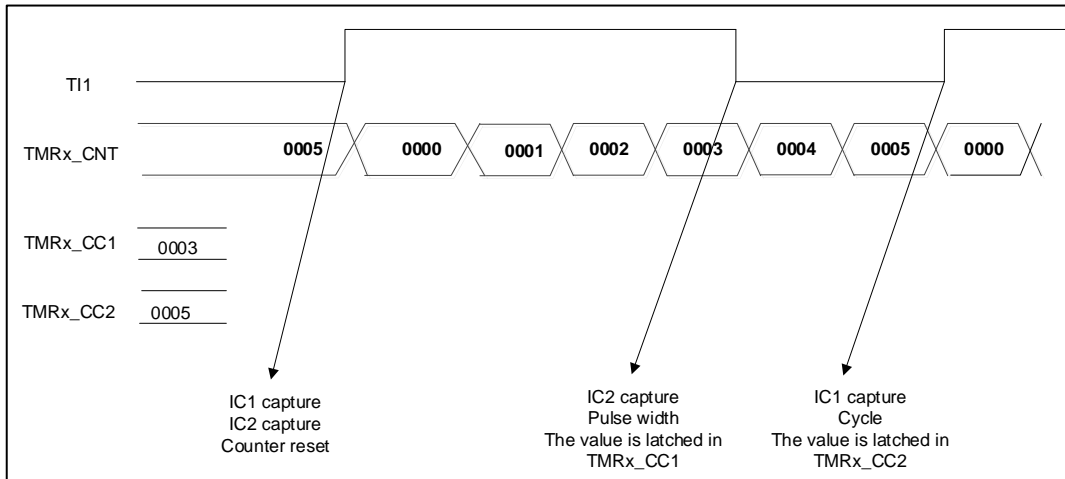 TI1
TMRx_CNT
0005 0000 0001 0002 0003 0004 0005 0000
TMRx_CC1
0003
TMRx_CC2
0005
IC1 capture
IC2 capture
Counter reset
IC2 capture
Pulse width
The value is latched in
TMRx_CC1
IC1 capture
Cycle
The value is latched in
TMRx_CC2